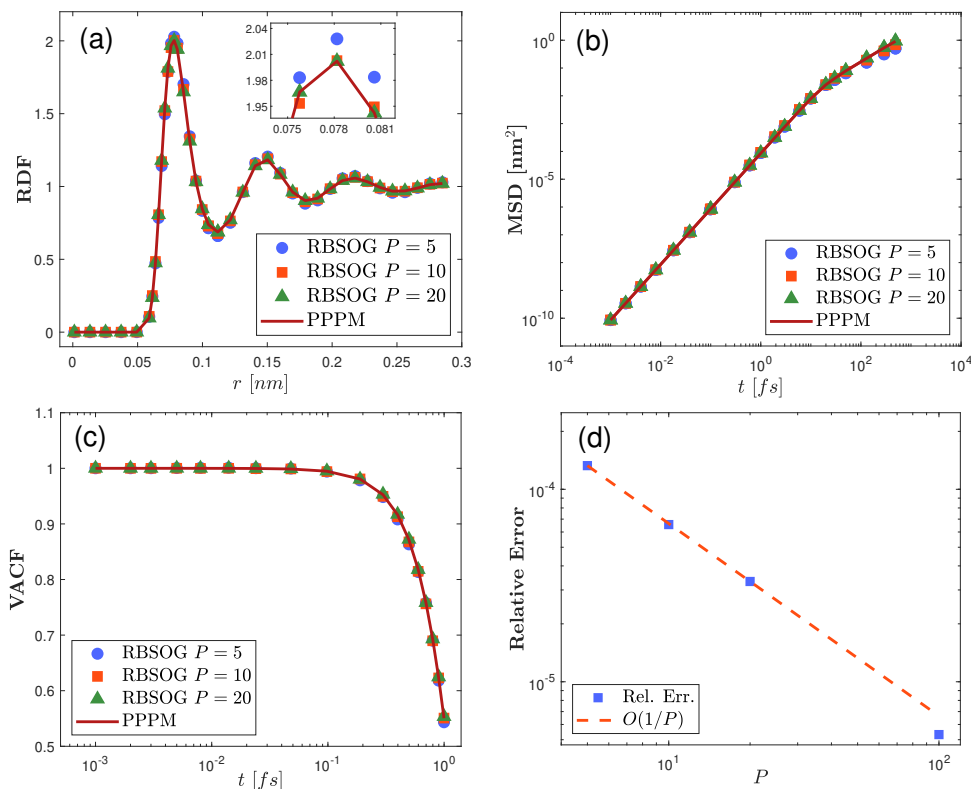 (a)
RDF
2
1.5
1
0.5
0
2.04
2.01
1.98
1.95
0.075
0.078
0.081
RBSOG P = 5
RBSOG P = 10
RBSOG P = 20
PPPM
0
0.05
0.1
0.15
0.2
0.25
0.3
r [nm]
(b)
MSD [nm²]
10⁰
10⁻⁵
10⁻¹⁰
RBSOG P = 5
RBSOG P = 10
RBSOG P = 20
PPPM
10⁻⁴
10⁻²
10⁰
10²
10⁴
t [fs]
(c)
VACF
1.1
1
0.9
0.8
0.7
0.6
0.5
RBSOG P = 5
RBSOG P = 10
RBSOG P = 20
PPPM
10⁻³
10⁻²
10⁻¹
10⁰
t [fs]
(d)
Relative Error
10⁻⁴
10⁻⁵
Rel. Err.
O(1/P)
10¹
10²
P